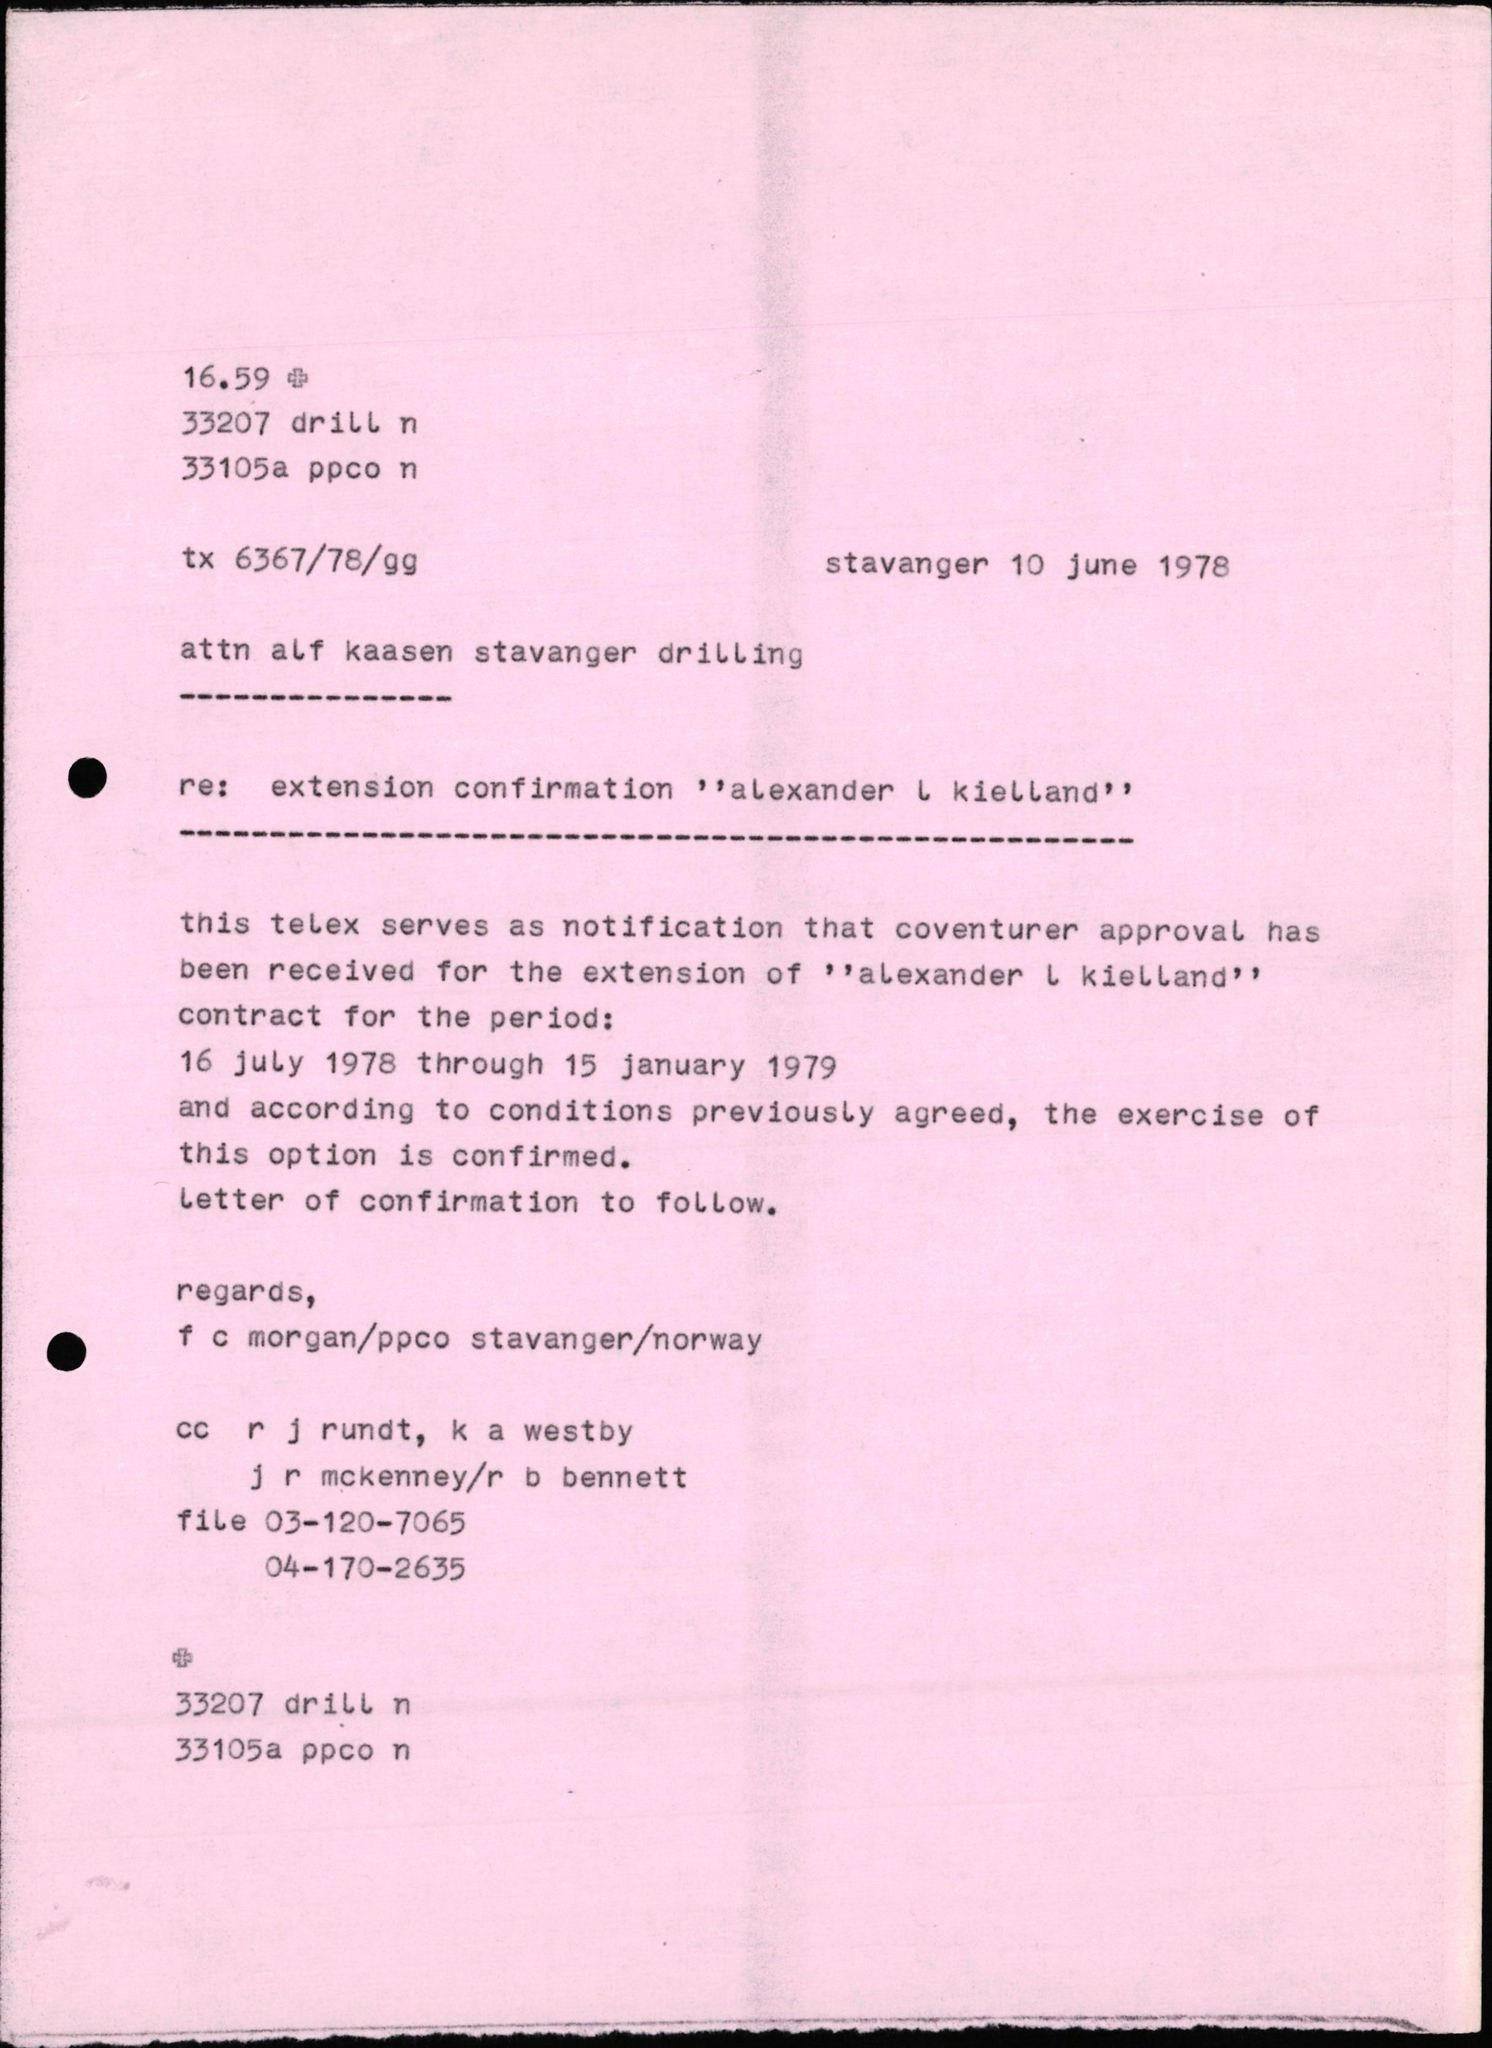 16.59 ✠
33207 drill n
33105a ppco n
tx 6367/78/gg stavanger 10 june 1978
attn alf kaasen stavanger drilling
---------------
re: extension confirmation ''alexander l kielland''
----------------------------------------------------
this telex serves as notification that coventurer approval has
been received for the extension of ''alexander l kielland''
contract for the period:
16 july 1978 through 15 january 1979
and according to conditions previously agreed, the exercise of
this option is confirmed.
letter of confirmation to follow.
regards,
f c morgan/ppco stavanger/norway
cc r j rundt, k a westby
j r mckenney/r b bennett
file 03-120-7065
04-170-2635
✠
33207 drill n
33105a ppco n